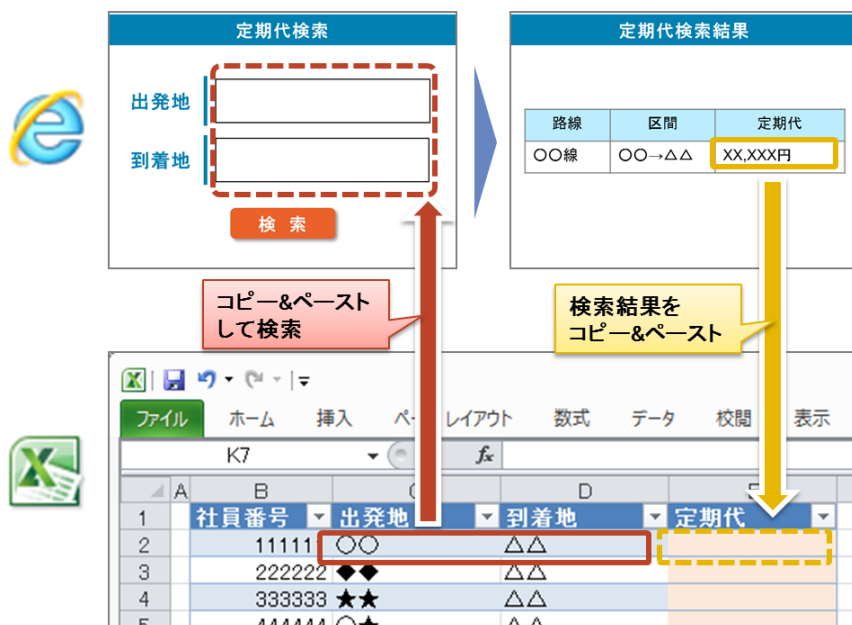 定期代検索
出発地
到着地
検 索
定期代検索結果
路線 区間 定期代
〇〇線 〇〇→△△ XX,XXX円
コピー&ペースト
して検索
検索結果を
コピー&ペースト
ファイル ホーム 挿入 ペー レイアウト 数式 データ 校閲 表示
K7 fx
A B C D
1 社員番号 出発地 到着地 定期代
2 111111 〇〇 △△
3 222222 ◆◆ △△
4 333333 ★★ △△
5 444444 〇★ △△